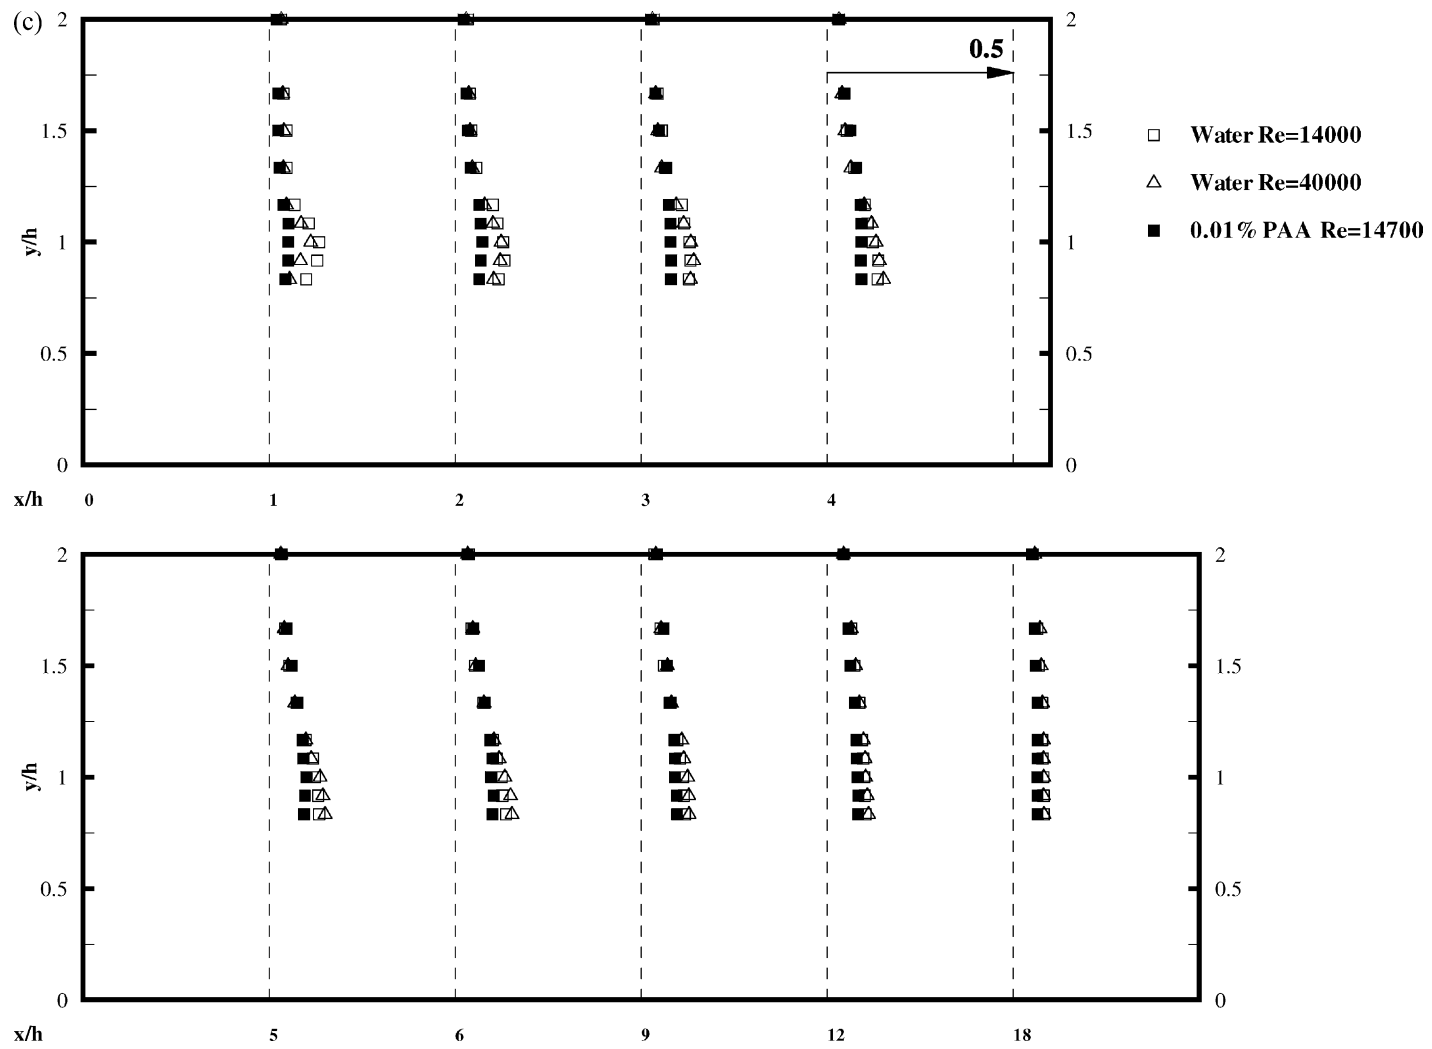 (c)
2 2
0.5
1.5 1.5
Water Re=14000
Water Re=40000
0.01% PAA Re=14700
y/h 1 1
0.5 0.5
0 0
x/h 0 1 2 3 4
2 2
1.5 1.5
y/h 1 1
0.5 0.5
0 0
x/h 5 6 9 12 18